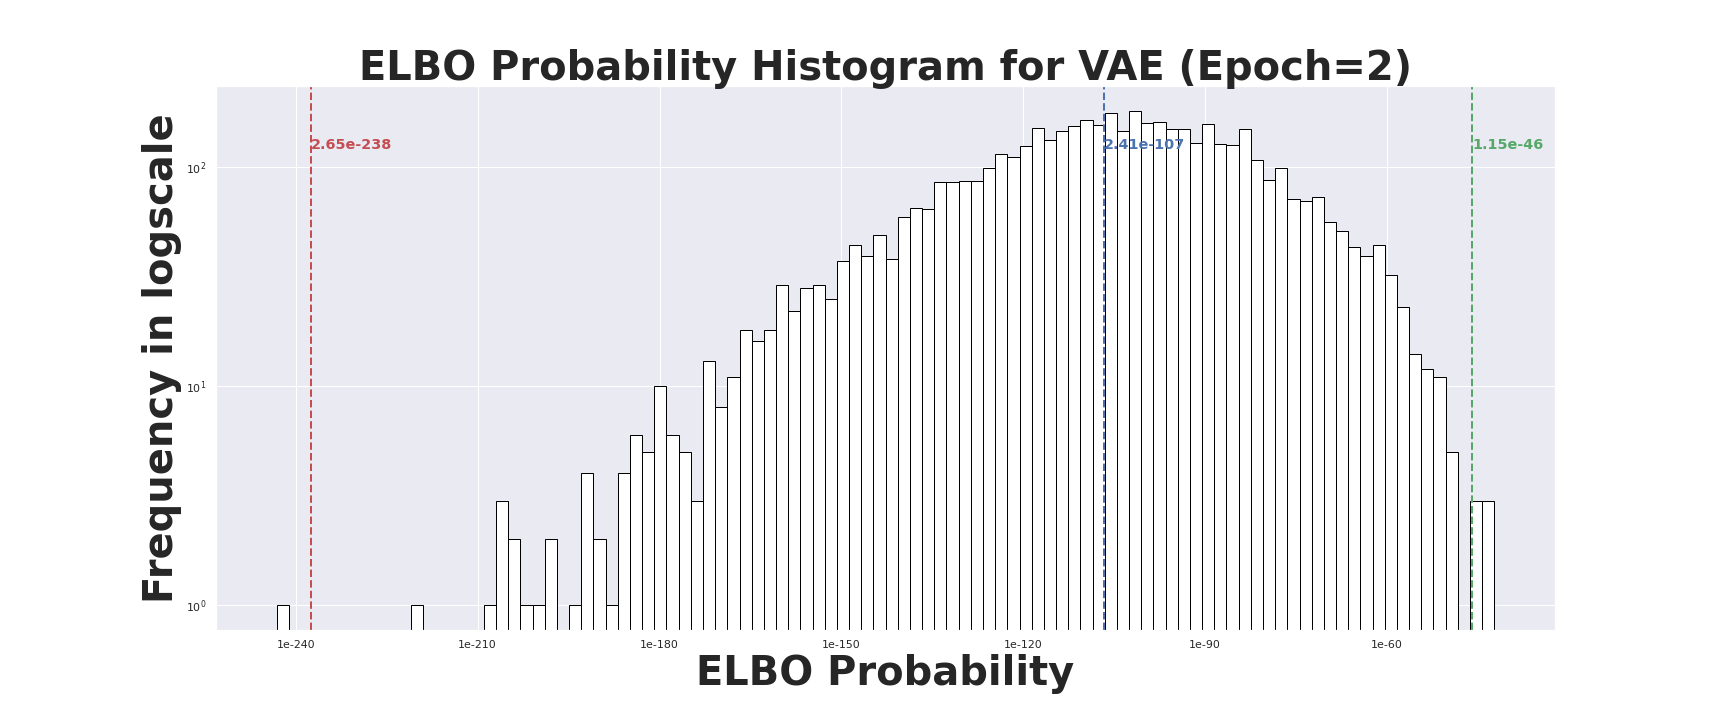 ELBO Probability Histogram for VAE (Epoch=2)
Frequency in logscale
2.65e-238
2.41e-107
1.15e-46
10²
10¹
10⁰
1e-240
1e-210
1e-180
1e-150
1e-120
1e-90
1e-60
ELBO Probability